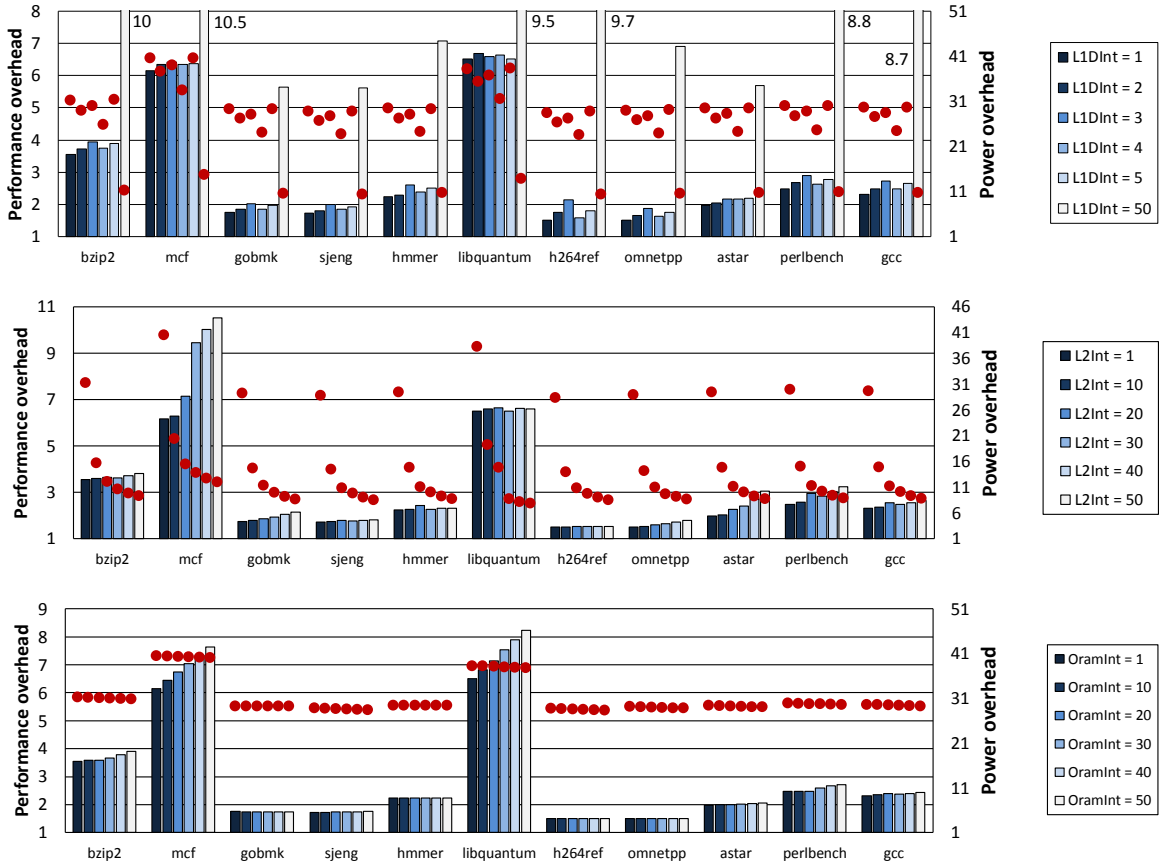 10
10.5
9.5
9.7
8.8
8.7
Performance overhead
8
7
6
5
4
3
2
1
Power overhead
51
41
31
21
11
1
bzip2 mcf gobmk sjeng hmmer libquantum h264ref omnetpp astar perlbench gcc
L1DInt = 1
L1DInt = 2
L1DInt = 3
L1DInt = 4
L1DInt = 5
L1DInt = 50
Performance overhead
11
9
7
5
3
1
Power overhead
46
41
36
31
26
21
16
11
6
1
bzip2 mcf gobmk sjeng hmmer libquantum h264ref omnetpp astar perlbench gcc
L2Int = 1
L2Int = 10
L2Int = 20
L2Int = 30
L2Int = 40
L2Int = 50
Performance overhead
9
8
7
6
5
4
3
2
1
Power overhead
51
41
31
21
11
1
bzip2 mcf gobmk sjeng hmmer libquantum h264ref omnetpp astar perlbench gcc
OramInt = 1
OramInt = 10
OramInt = 20
OramInt = 30
OramInt = 40
OramInt = 50